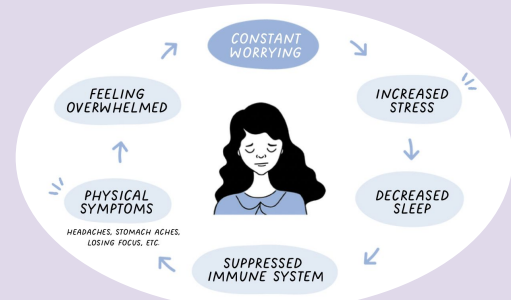 CONSTANT
WORRYING
INCREASED
STRESS
DECREASED
SLEEP
SUPPRESSED
IMMUNE SYSTEM
PHYSICAL
SYMPTOMS
HEADACHES, STOMACH ACHES,
LOSING FOCUS, ETC
FEELING
OVERWHELMED